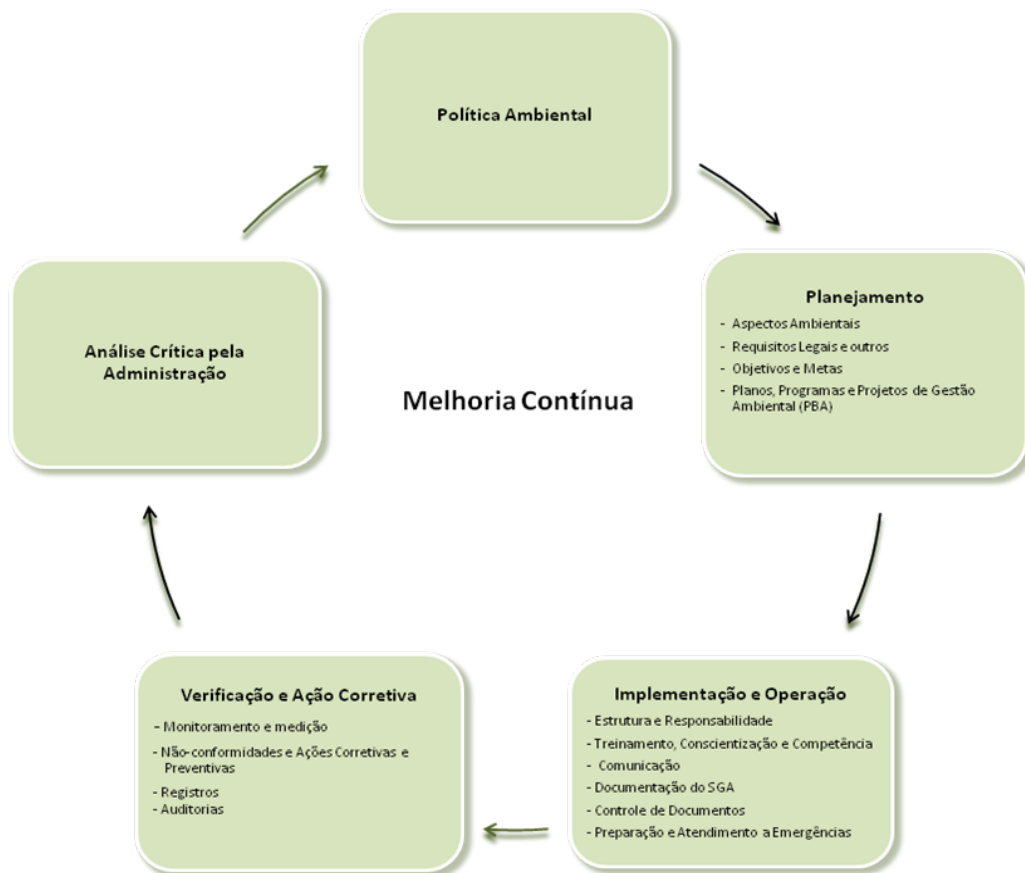 Política Ambiental
Planejamento
- Aspectos Ambientais
- Requisitos Legais e outros
- Objetivos e Metas
- Planos, Programas e Projetos de Gestão
Ambiental (PBA)
Análise Crítica pela
Administração
Melhoria Contínua
Verificação e Ação Corretiva
- Monitoramento e medição
- Não-conformidades e Ações Corretivas e
Preventivas
- Registros
- Auditorias
Implementação e Operação
- Estrutura e Responsabilidade
- Treinamento, Conscientização e Competência
- Comunicação
- Documentação do SGA
- Controle de Documentos
- Preparação e Atendimento a Emergências